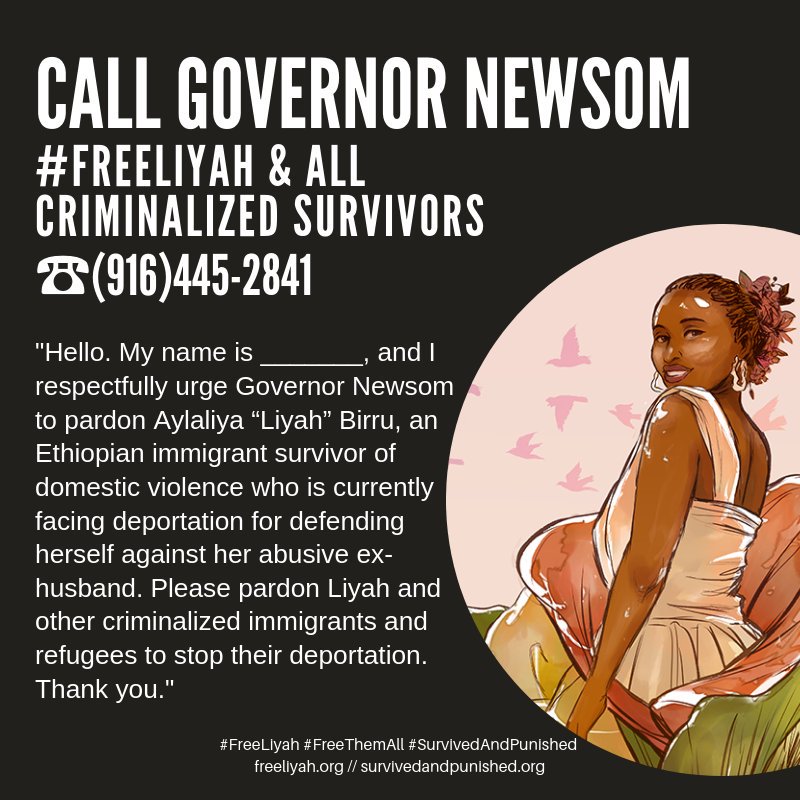 CALL GOVERNOR NEWSOM
#FREELIYAH & ALL
CRIMINALIZED SURVIVORS
☎(916)445-2841
"Hello. My name is _______, and I
respectfully urge Governor Newsom
to pardon Aylaliya “Liyah” Birru, an
Ethiopian immigrant survivor of
domestic violence who is currently
facing deportation for defending
herself against her abusive ex-
husband. Please pardon Liyah and
other criminalized immigrants and
refugees to stop their deportation.
Thank you."
#FreeLiyah #FreeThemAll #SurvivedAndPunished
freeliyah.org // survivedandpunished.org